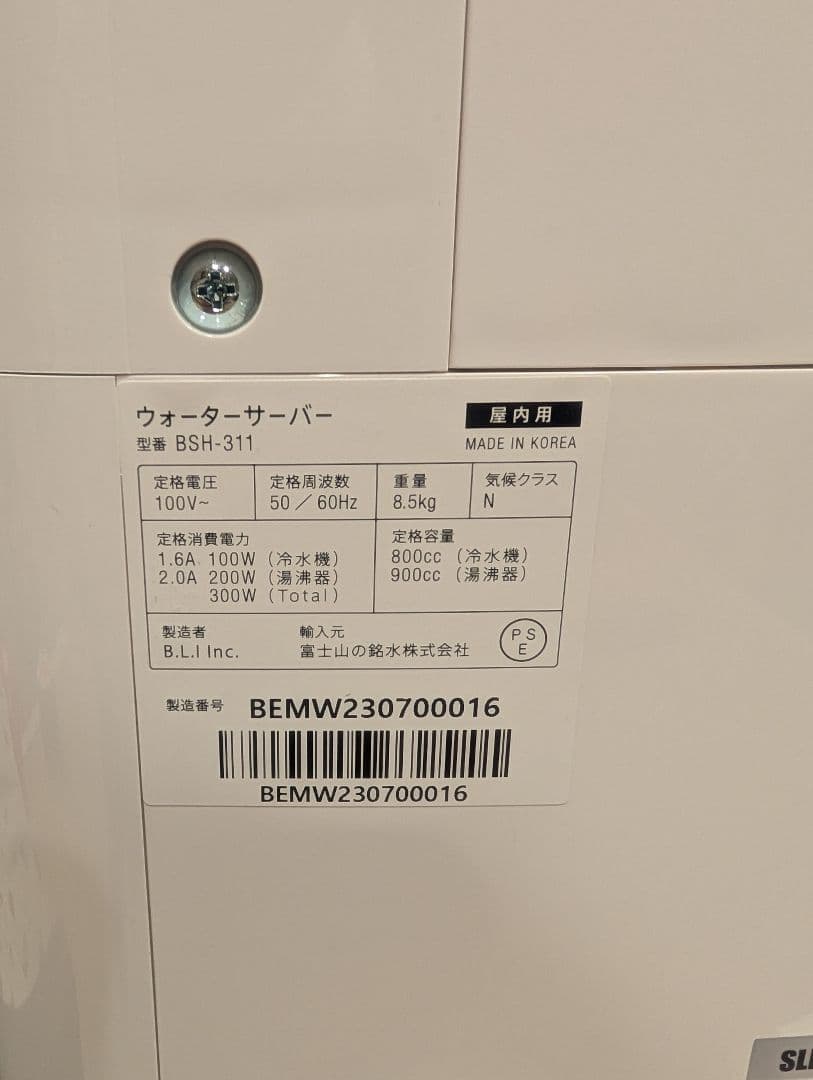 ウォーターサーバー
屋内用
型番 BSH-311
MADE IN KOREA
定格電圧
100V~
定格周波数
50／60Hz
重量
8.5kg
気候クラス
N
定格消費電力
1.6A 100W（冷水機）
2.0A 200W（湯沸器）
300W（Total）
定格容量
800cc（冷水機）
900cc（湯沸器）
製造者
B.L.I Inc.
輸入元
富士山の銘水株式会社
PS
E
製造番号 BEMW230700016
BEMW230700016